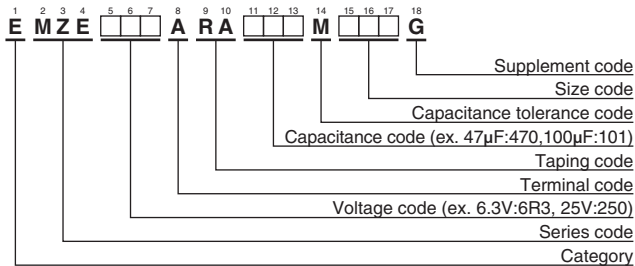 1 2 3 4 5 6 7 8 9 10 11 12 13 14 15 16 17 18
E M Z E A R A M G
Supplement code
Size code
Capacitance tolerance code
Capacitance code (ex. 47µF:470,100µF:101)
Taping code
Terminal code
Voltage code (ex. 6.3V:6R3, 25V:250)
Series code
Category